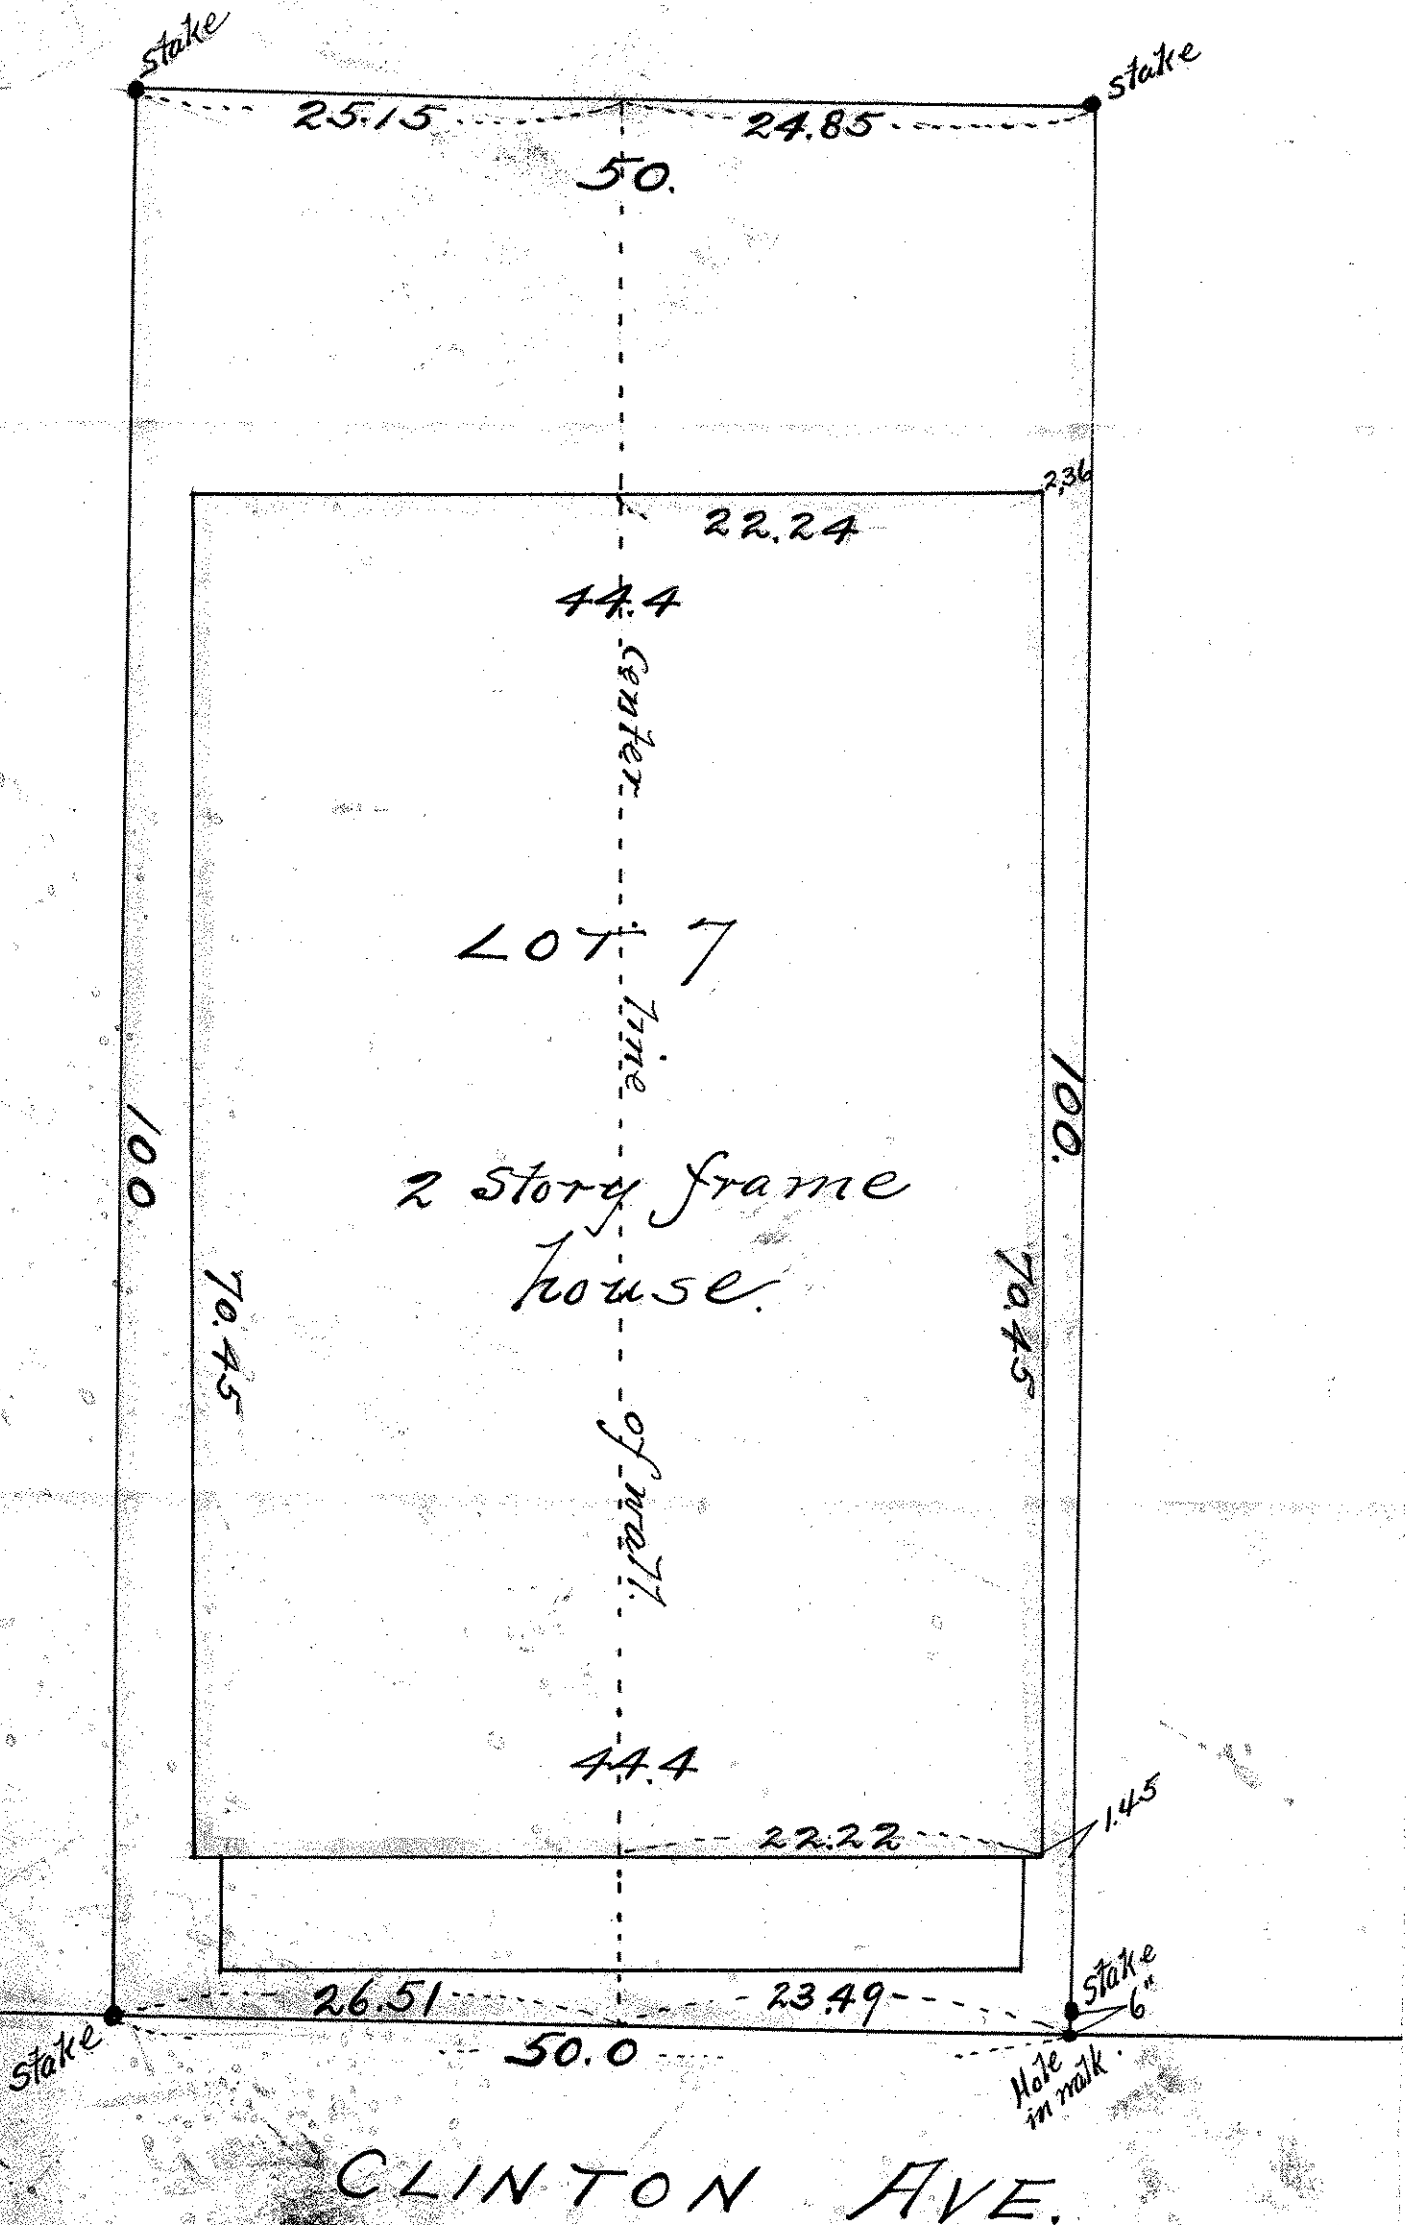 stake
stake
25.15
24.85
50.
2.36
22.24
44.4
Center
LOT. 7
line
100
100.
2 story frame
house.
70.45
70.45
of wall.
44.4
22.22
1.45
26.51
23.49
Stake
6"
stake
50.0
Hole
in walk.
CLINTON AVE.